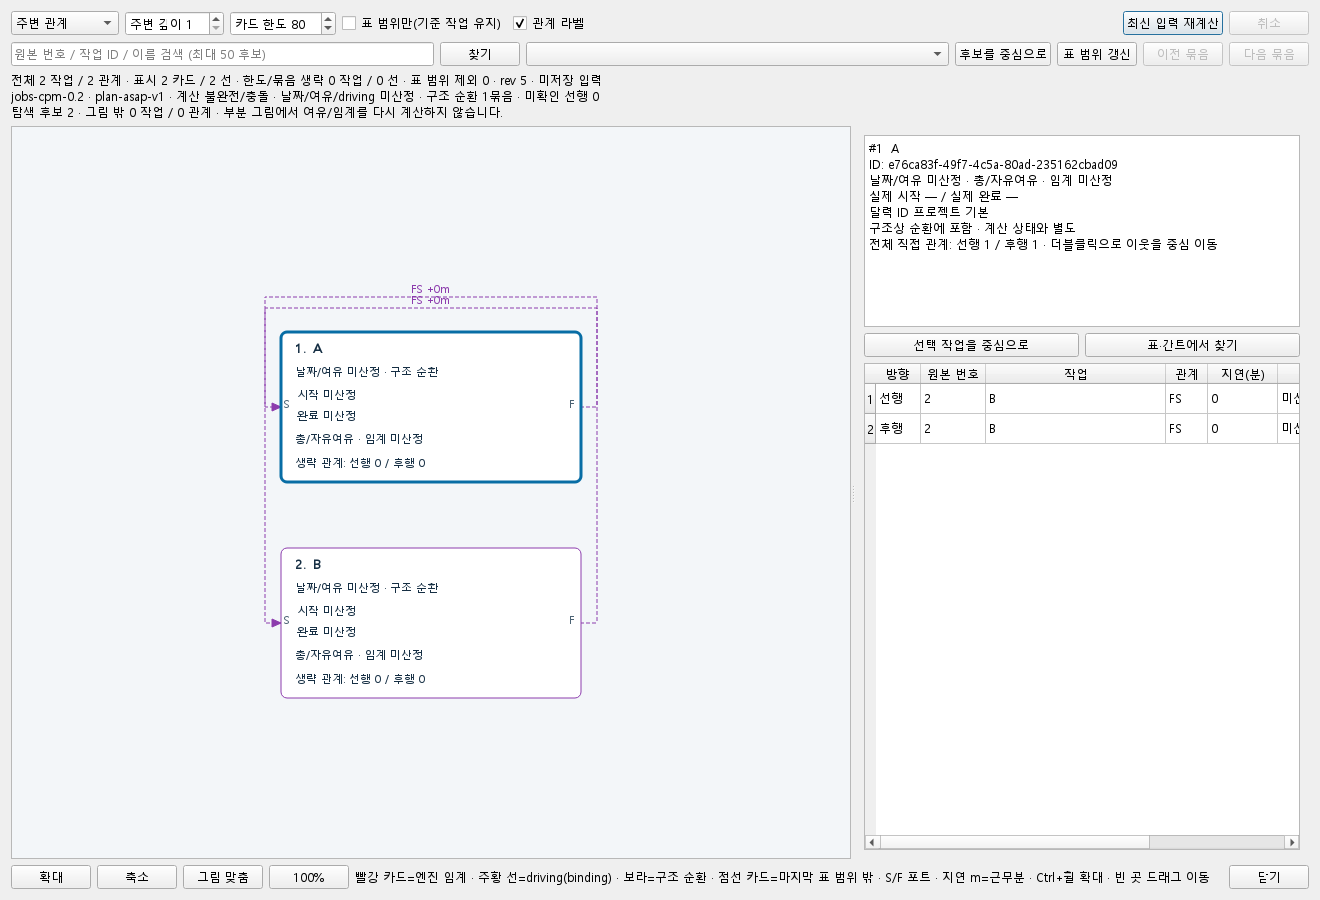 주변 관계 주변 깊이 1 카드 한도 80 표 범위만(기준 작업 유지) 관계 라벨 최신 입력 재계산 취소
원본 번호 / 작업 ID / 이름 검색 (최대 50 후보) 찾기 후보를 중심으로 표 범위 갱신 이전 묶음 다음 묶음
전체 2 작업 / 2 관계 · 표시 2 카드 / 2 선 · 한도/묶음 생략 0 작업 / 0 선 · 표 범위 제외 0 · rev 5 · 미저장 입력
jobs-cpm-0.2 · plan-asap-v1 · 계산 불완전/충돌 · 날짜/여유/driving 미산정 · 구조 순환 1묶음 · 미확인 선행 0
탐색 후보 2 · 그림 밖 0 작업 / 0 관계 · 부분 그림에서 여유/임계를 다시 계산하지 않습니다.
FS +0m
FS +0m
1. A
날짜/여유 미산정 · 구조 순환
시작 미산정
S F
완료 미산정
총/자유여유 · 임계 미산정
생략 관계: 선행 0 / 후행 0
2. B
날짜/여유 미산정 · 구조 순환
시작 미산정
S F
완료 미산정
총/자유여유 · 임계 미산정
생략 관계: 선행 0 / 후행 0
#1 A
ID: e76ca83f-49f7-4c5a-80ad-235162cbad09
날짜/여유 미산정 · 총/자유여유 · 임계 미산정
실제 시작 — / 실제 완료 —
달력 ID 프로젝트 기본
구조상 순환에 포함 · 계산 상태와 별도
전체 직접 관계: 선행 1 / 후행 1 · 더블클릭으로 이웃을 중심 이동
선택 작업을 중심으로 표·간트에서 찾기
방향 원본 번호 작업 관계 지연(분)
1 선행 2 B FS 0
2 후행 2 B FS 0
확대 축소 그림 맞춤 100% 빨강 카드=엔진 임계 · 주황 선=driving(binding) · 보라=구조 순환 · 점선 카드=마지막 표 범위 밖 · S/F 포트 · 지연 m=근무분 · Ctrl+휠 확대 · 빈 곳 드래그 이동 닫기